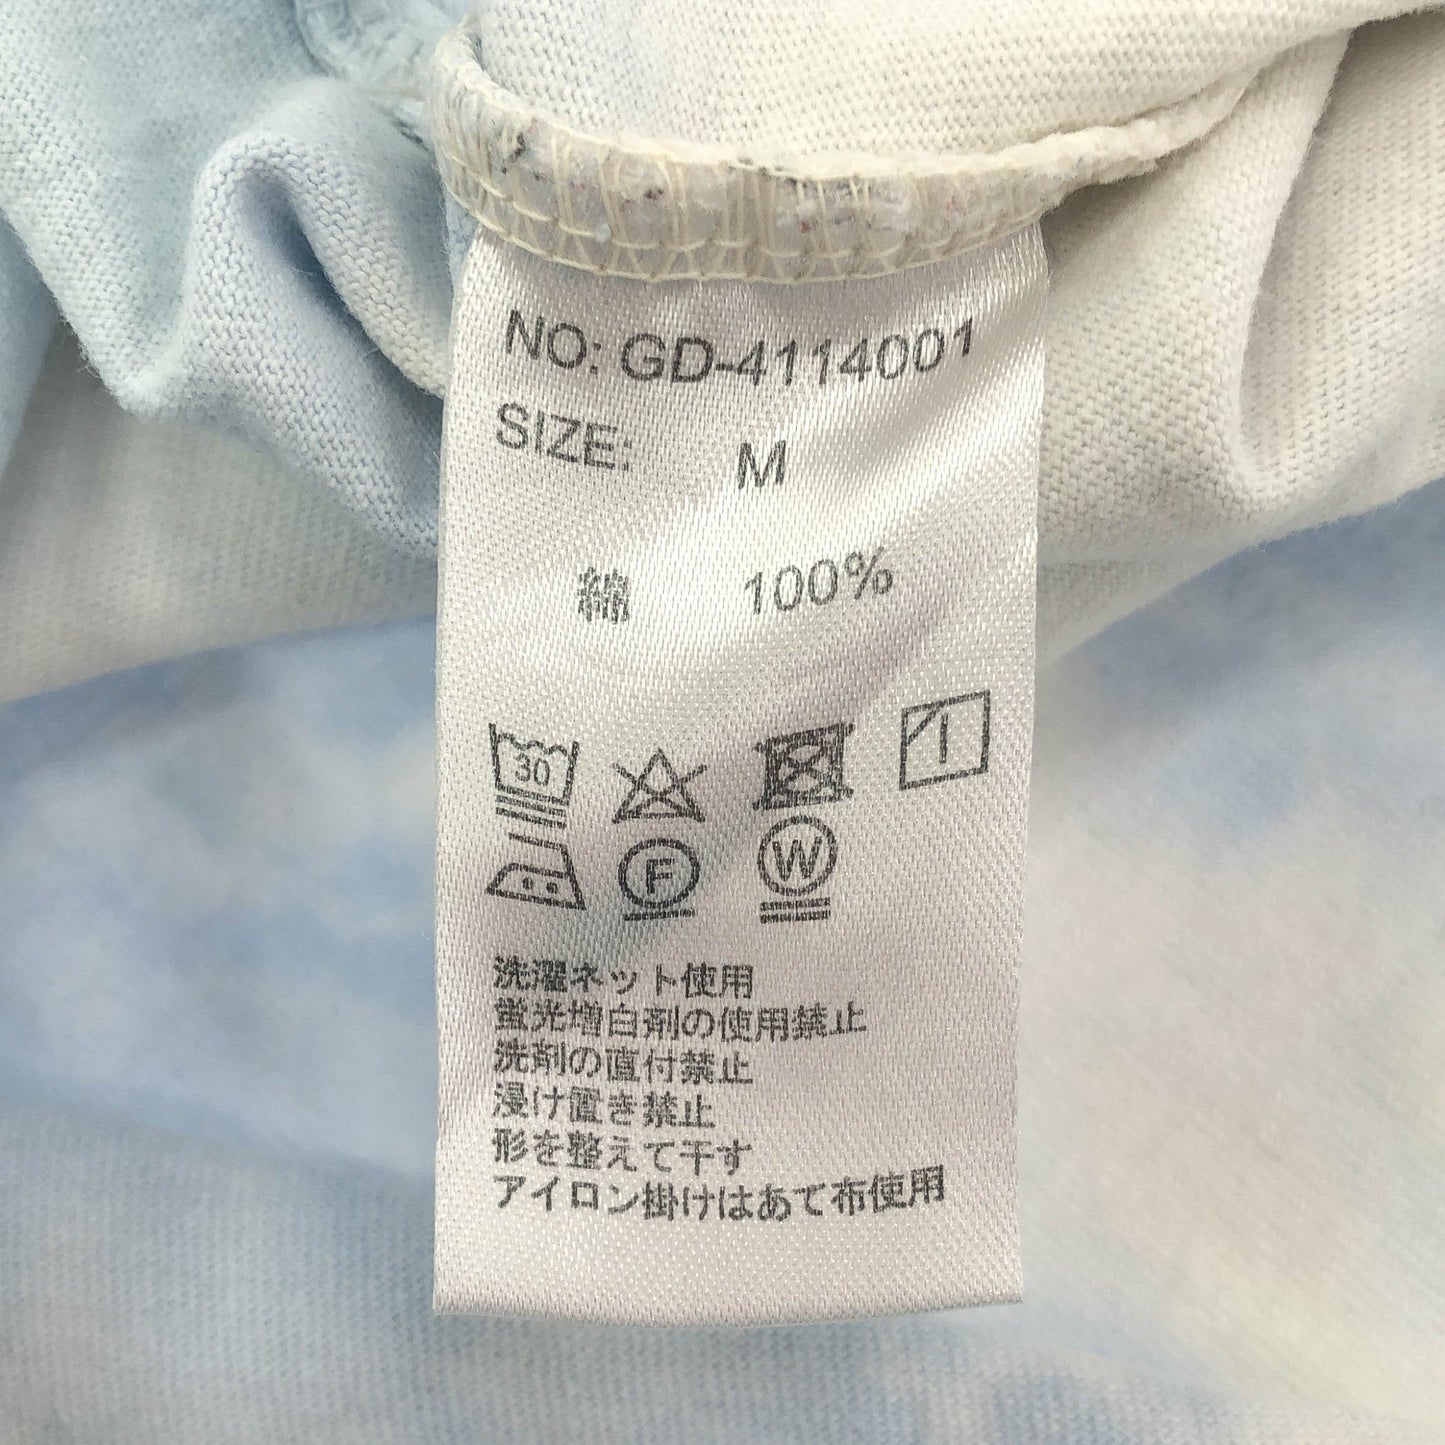 NO: GD-4114001
SIZE: M
綿 100%
30
F W
洗濯ネット使用
蛍光増白剤の使用禁止
洗剤の直付禁止
浸け置き禁止
形を整えて干す
アイロン掛けはあて布使用